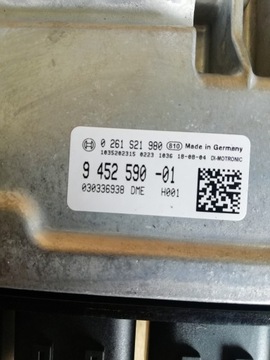 0 261 S21 980 810 Made in Germany
1035202315 0223 1036 18-08-04 DI-MOTRONIC
9 452 590 -01
030336938 DME H001